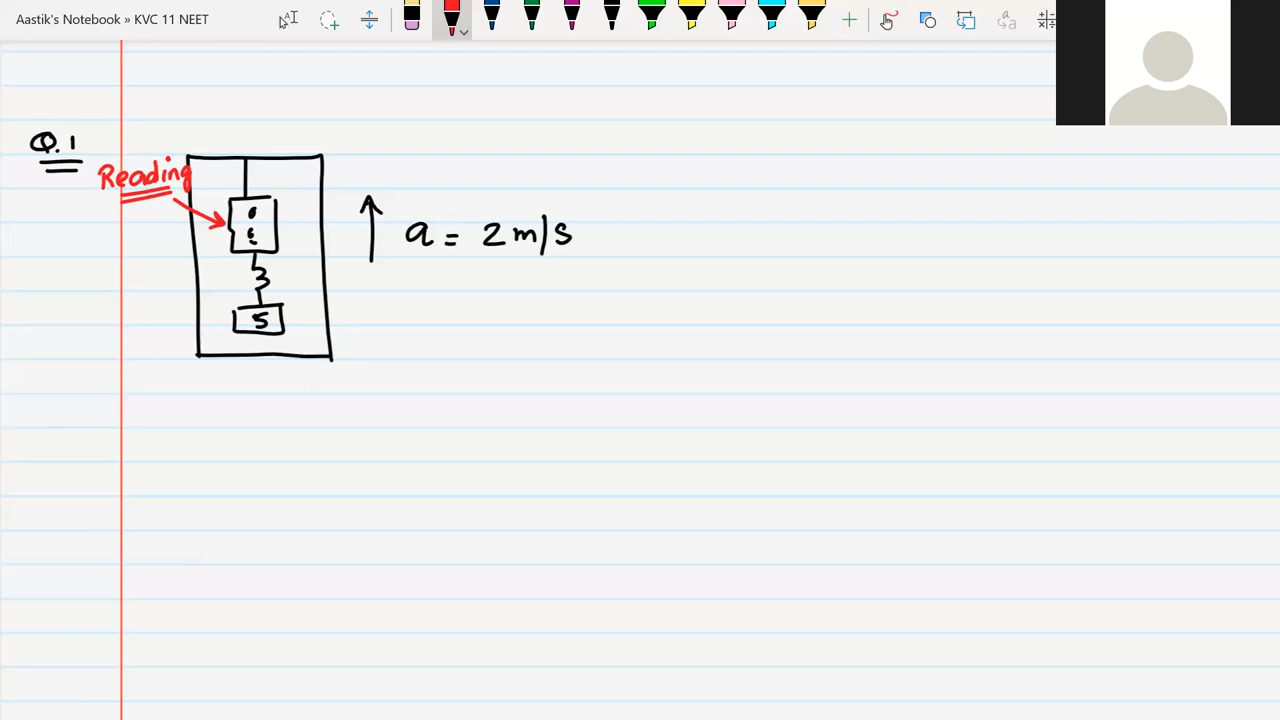 Aastik's Notebook » KVC 11 NEET
Q. 1
Reading
a = 2 m/s
5